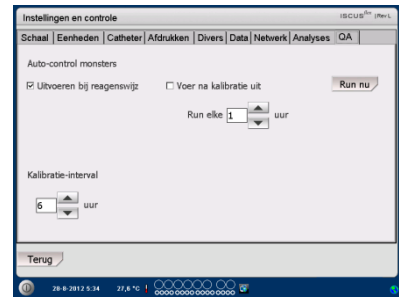 Instellingen en controle ISCUS flex |Rev L
Schaal Eenheden Catheter Afdrukken Divers Data Netwerk Analyses QA
Auto-control monsters
Uitvoeren bij reagenswijz Voer na kalibratie uit Run nu
Run elke 1 uur
Kalibratie-interval
6 uur
Terug
28-8-2012 5:34 27,6 °C